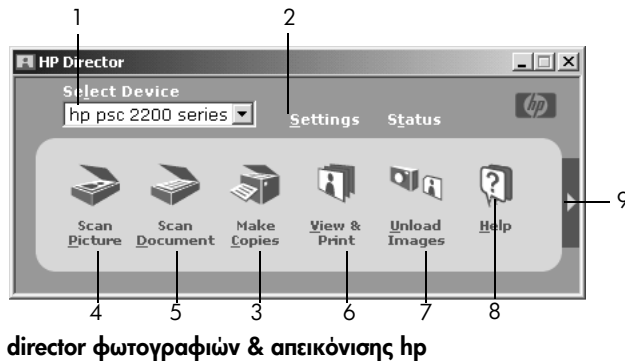 1 2
HP Director
Select Device
hp psc 2200 series
Settings Status
hp
9
Scan Picture
Scan Document
Make Copies
View & Print
Unload Images
Help
4 5 3 6 7 8
director φωτογραφιών & απεικόνισης hp